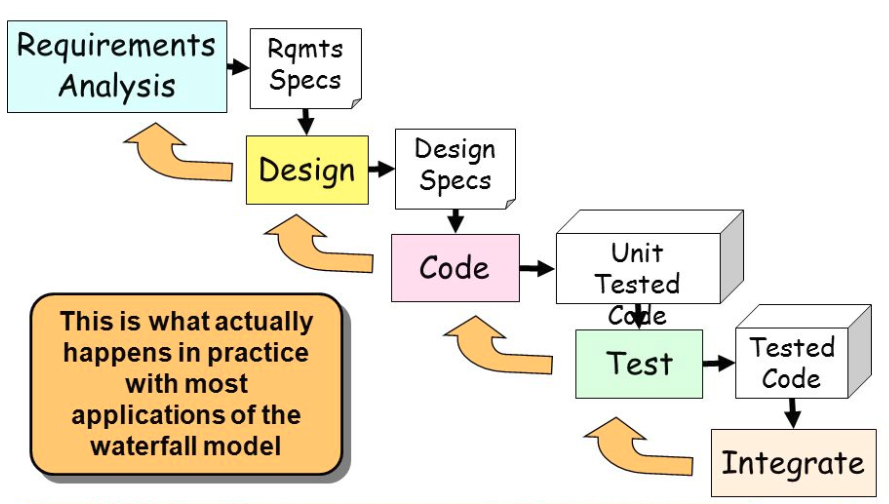 Requirements
Analysis
Rqmts
Specs
Design
Design
Specs
Code
Unit
Tested
Code
This is what actually
happens in practice
with most
applications of the
waterfall model
Test
Tested
Code
Integrate